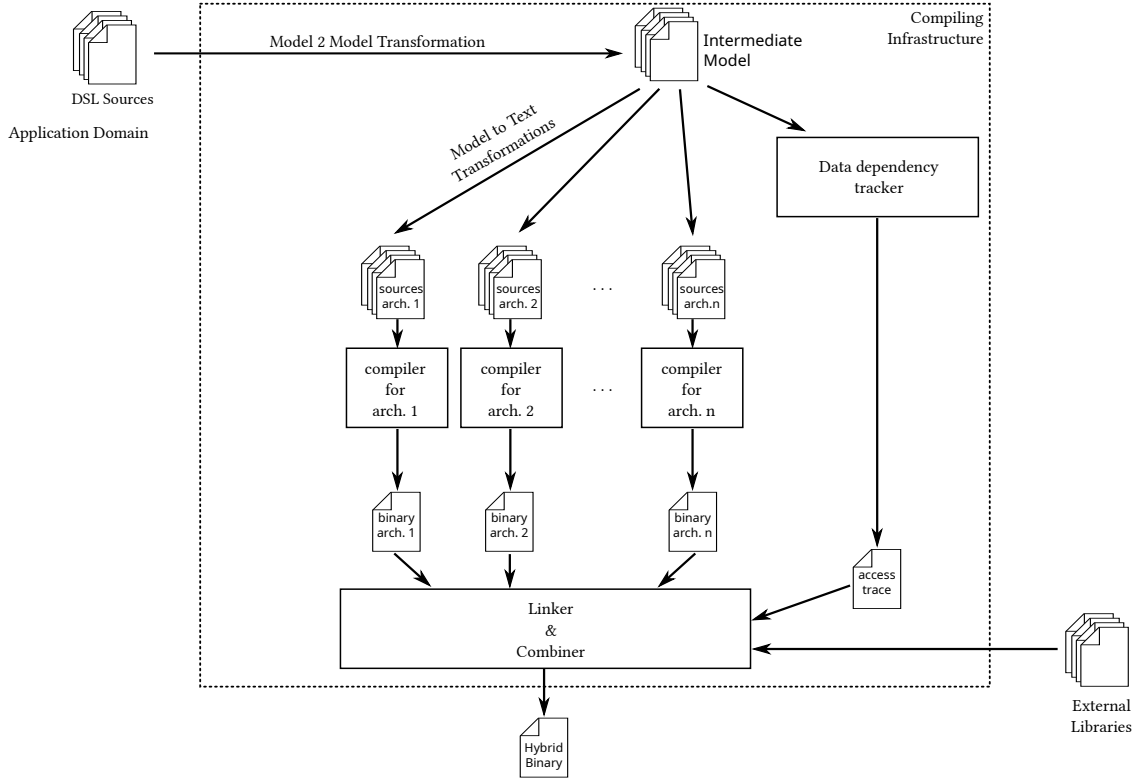 Compiling
Infrastructure
Model 2 Model Transformation
Intermediate
Model
DSL Sources
Application Domain
Model to Text
Transformations
Data dependency
tracker
sources
arch. 1
sources
arch. 2
. . .
sources
arch.n
compiler
for
arch. 1
compiler
for
arch. 2
. . .
compiler
for
arch. n
binary
arch. 1
binary
arch. 2
binary
arch. n
access
trace
Linker
&
Combiner
External
Libraries
Hybrid
Binary